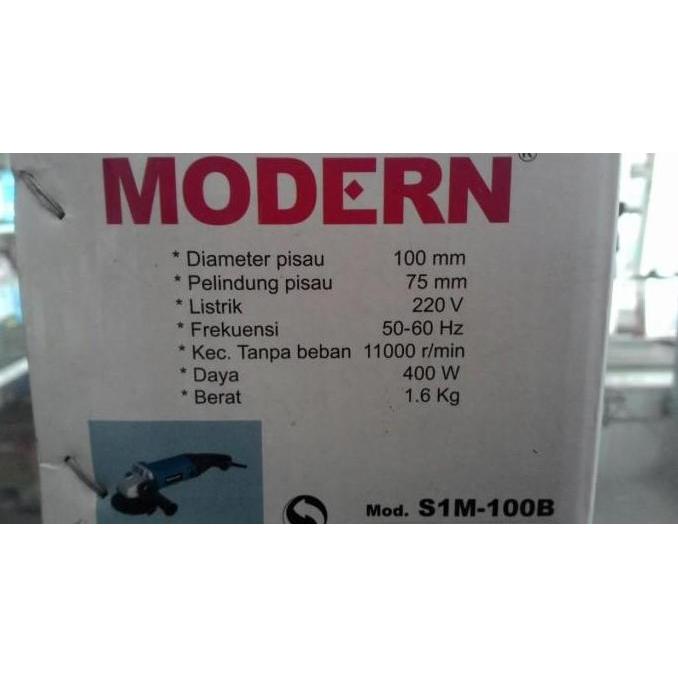 MODERN®
* Diameter pisau 100 mm
* Pelindung pisau 75 mm
* Listrik 220 V
* Frekuensi 50-60 Hz
* Kec. Tanpa beban 11000 r/min
* Daya 400 W
* Berat 1.6 Kg
Mod. S1M-100B